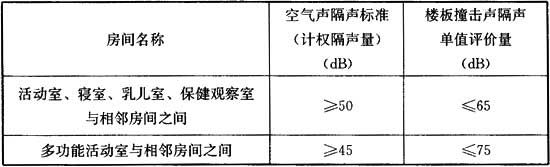 房间名称
空气声隔声标准
（计权隔声量）
（dB）
楼板撞击声隔声
单值评价量
（dB）
活动室、寝室、乳儿室、保健观察室
与相邻房间之间
≥50
≤65
多功能活动室与相邻房间之间
≥45
≤75